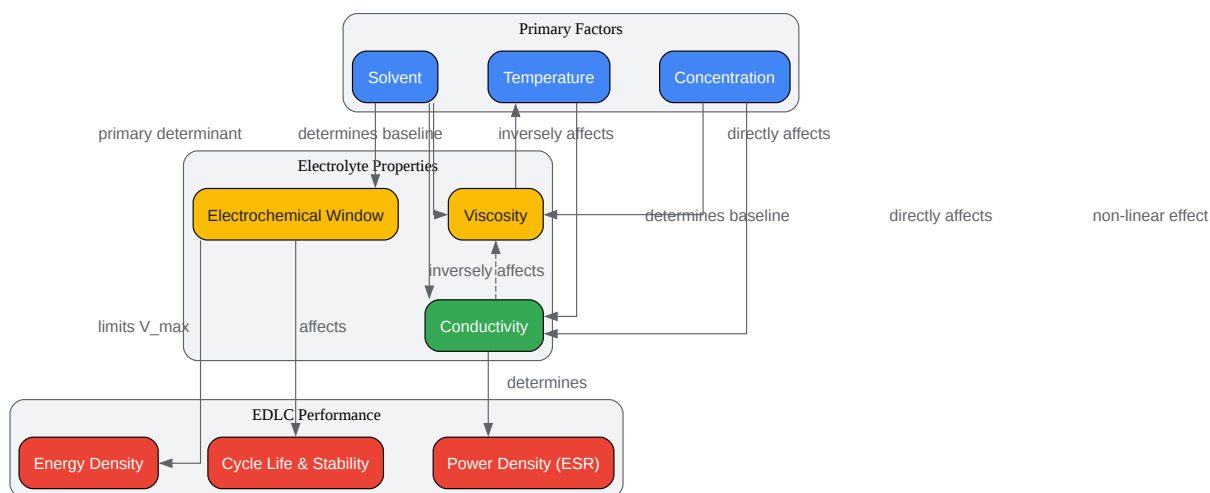 Primary Factors
Solvent
Temperature
Concentration
primary determinant
determines baseline
inversely affects
directly affects
Electrolyte Properties
Electrochemical Window
Viscosity
determines baseline
directly affects
non-linear effect
inversely affects
Conductivity
limits V_max
affects
determines
EDLC Performance
Energy Density
Cycle Life & Stability
Power Density (ESR)